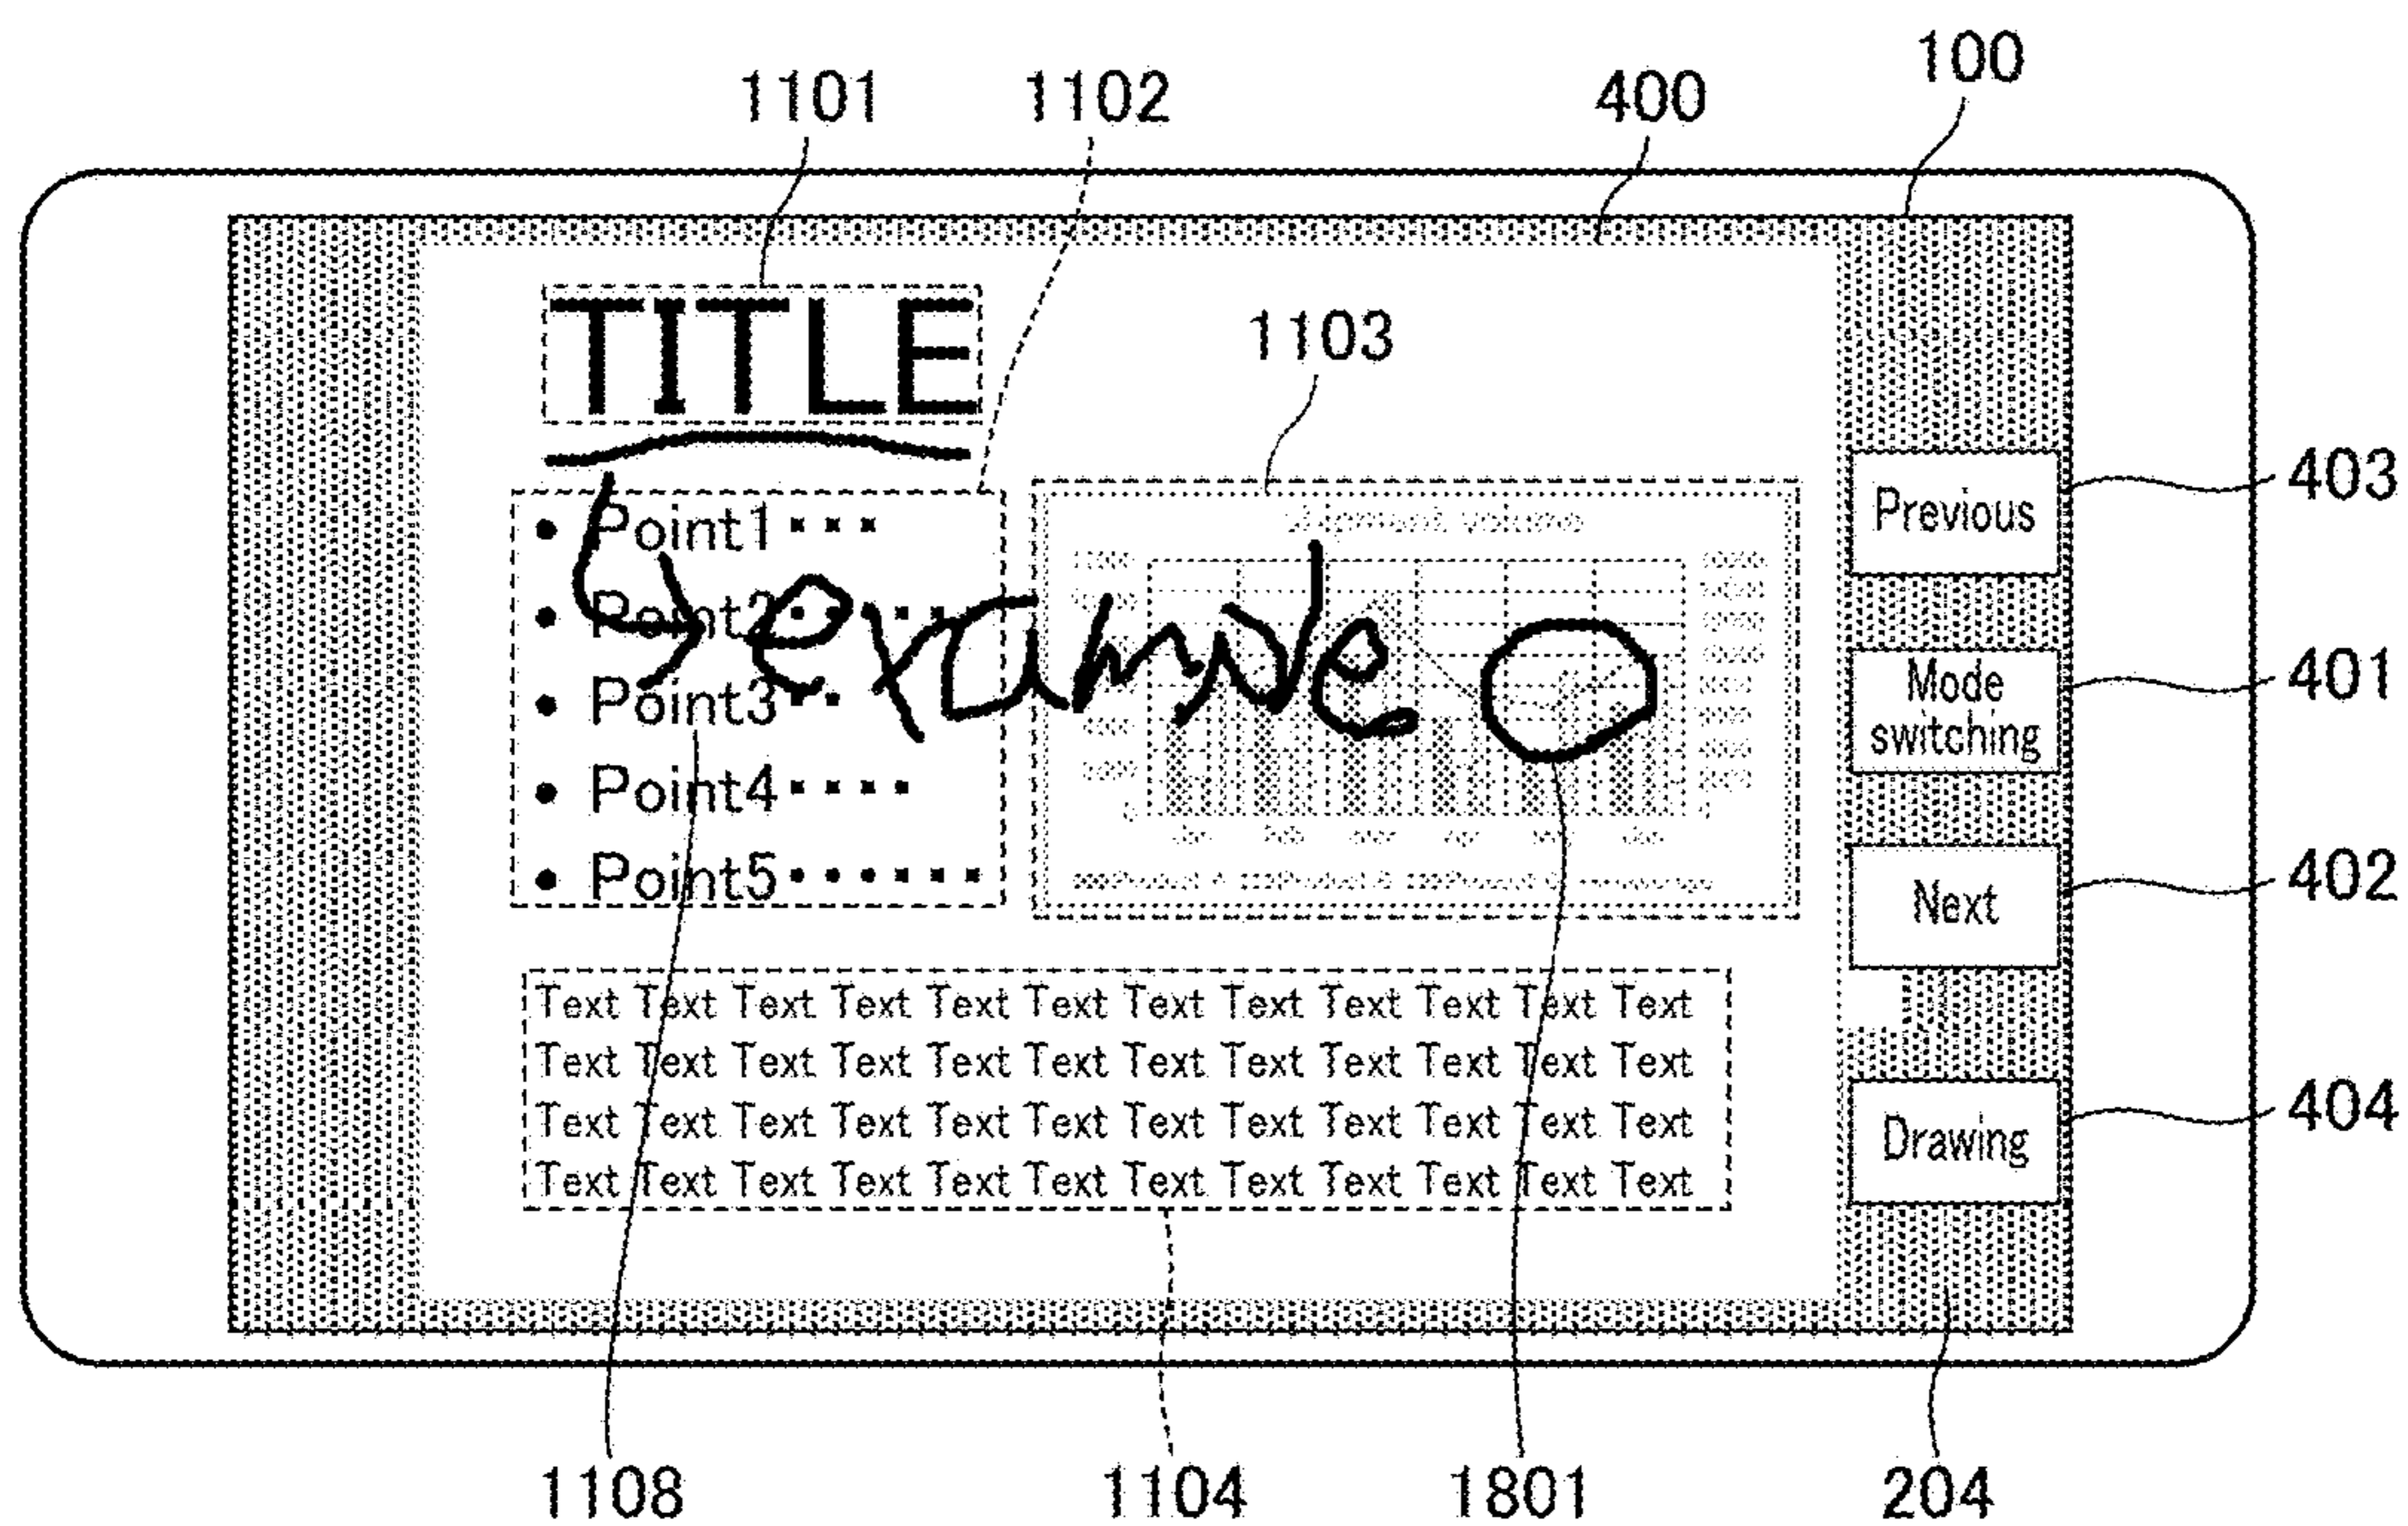 100
1101 1102 400
TITLE
1103
403
Previous
• Point1 • • •
shipment volume
• Point2 • • • • •
example
401
Mode
switching
• Point3 • •
• Point4 • • • •
402
Next
• Point5 • • • • • •
Text Text Text Text Text Text Text Text Text Text Text Text
Text Text Text Text Text Text Text Text Text Text Text Text
Text Text Text Text Text Text Text Text Text Text Text Text
Text Text Text Text Text Text Text Text Text Text Text Text
404
Drawing
1108 1104 1801 204